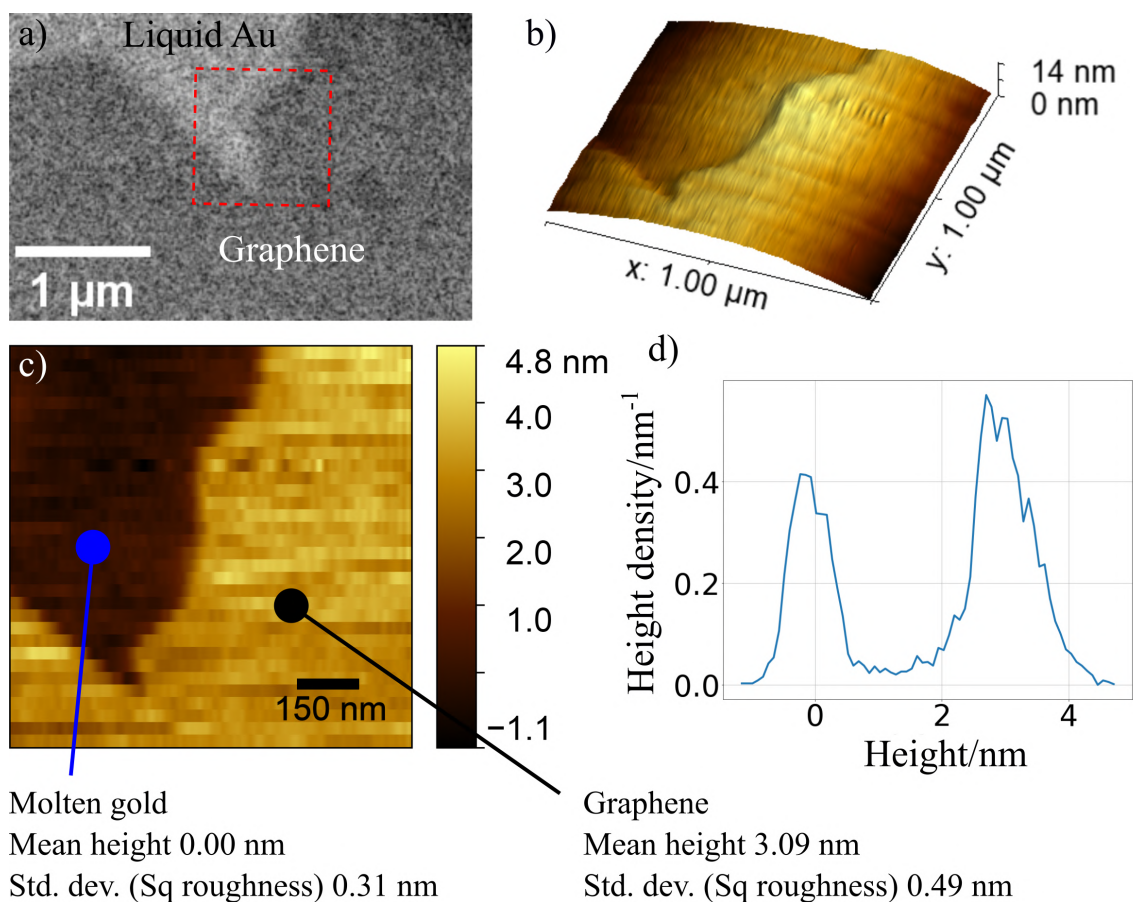 a)
Liquid Au
Graphene
1 µm
b)
14 nm
0 nm
x: 1.00 µm
y: 1.00 µm
c)
4.8 nm
4.0
3.0
2.0
1.0
−1.1
150 nm
d)
Height density/nm⁻¹
0.4
0.2
0.0
0
2
4
Height/nm
Molten gold
Mean height 0.00 nm
Std. dev. (Sq roughness) 0.31 nm
Graphene
Mean height 3.09 nm
Std. dev. (Sq roughness) 0.49 nm